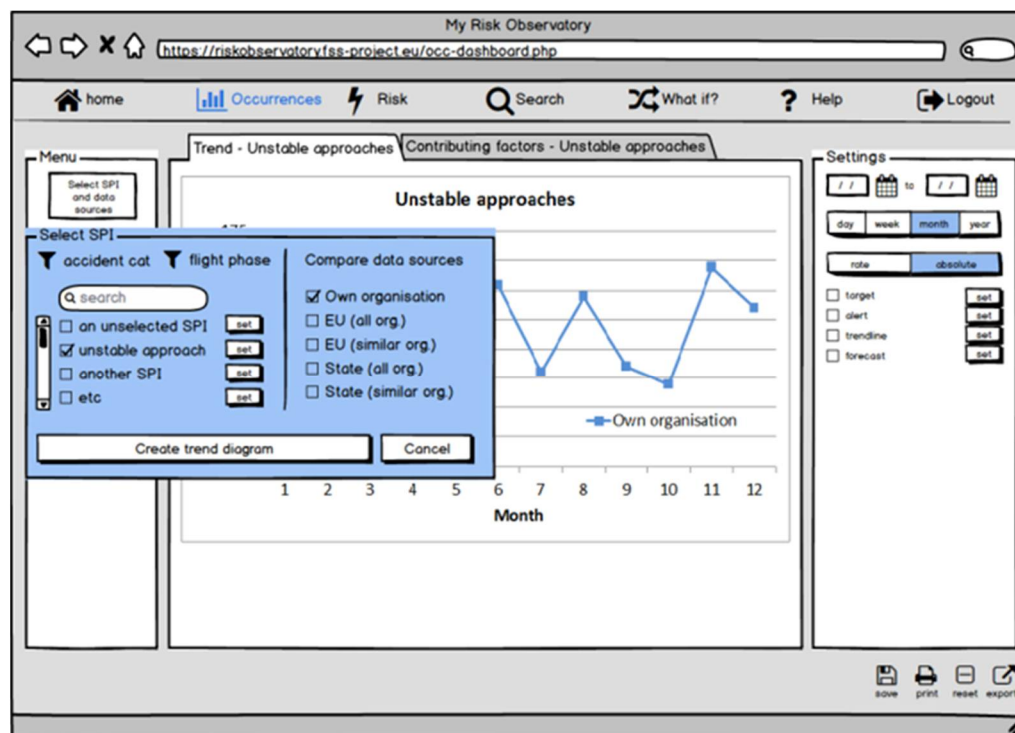 My Risk Observatory
https://riskobservatory.fss-project.eu/occ-dashboard.php
home Occurrences Risk Search What if? Help Logout
Menu
Select SPI
and data
sources
Trend - Unstable approaches
Contributing factors - Unstable approaches
Unstable approaches
Select SPI
accident cat flight phase
search
an unselected SPI set
unstable approach set
another SPI set
etc set
Compare data sources
Own organisation
EU (all org.)
EU (similar org.)
State (all org.)
State (similar org.)
Create trend diagram
Cancel
Own organisation
1 2 3 4 5 6 7 8 9 10 11 12
Month
Settings
/ / to / /
day week month year
rate absolute
target set
alert set
trendline set
forecast set
save print reset export